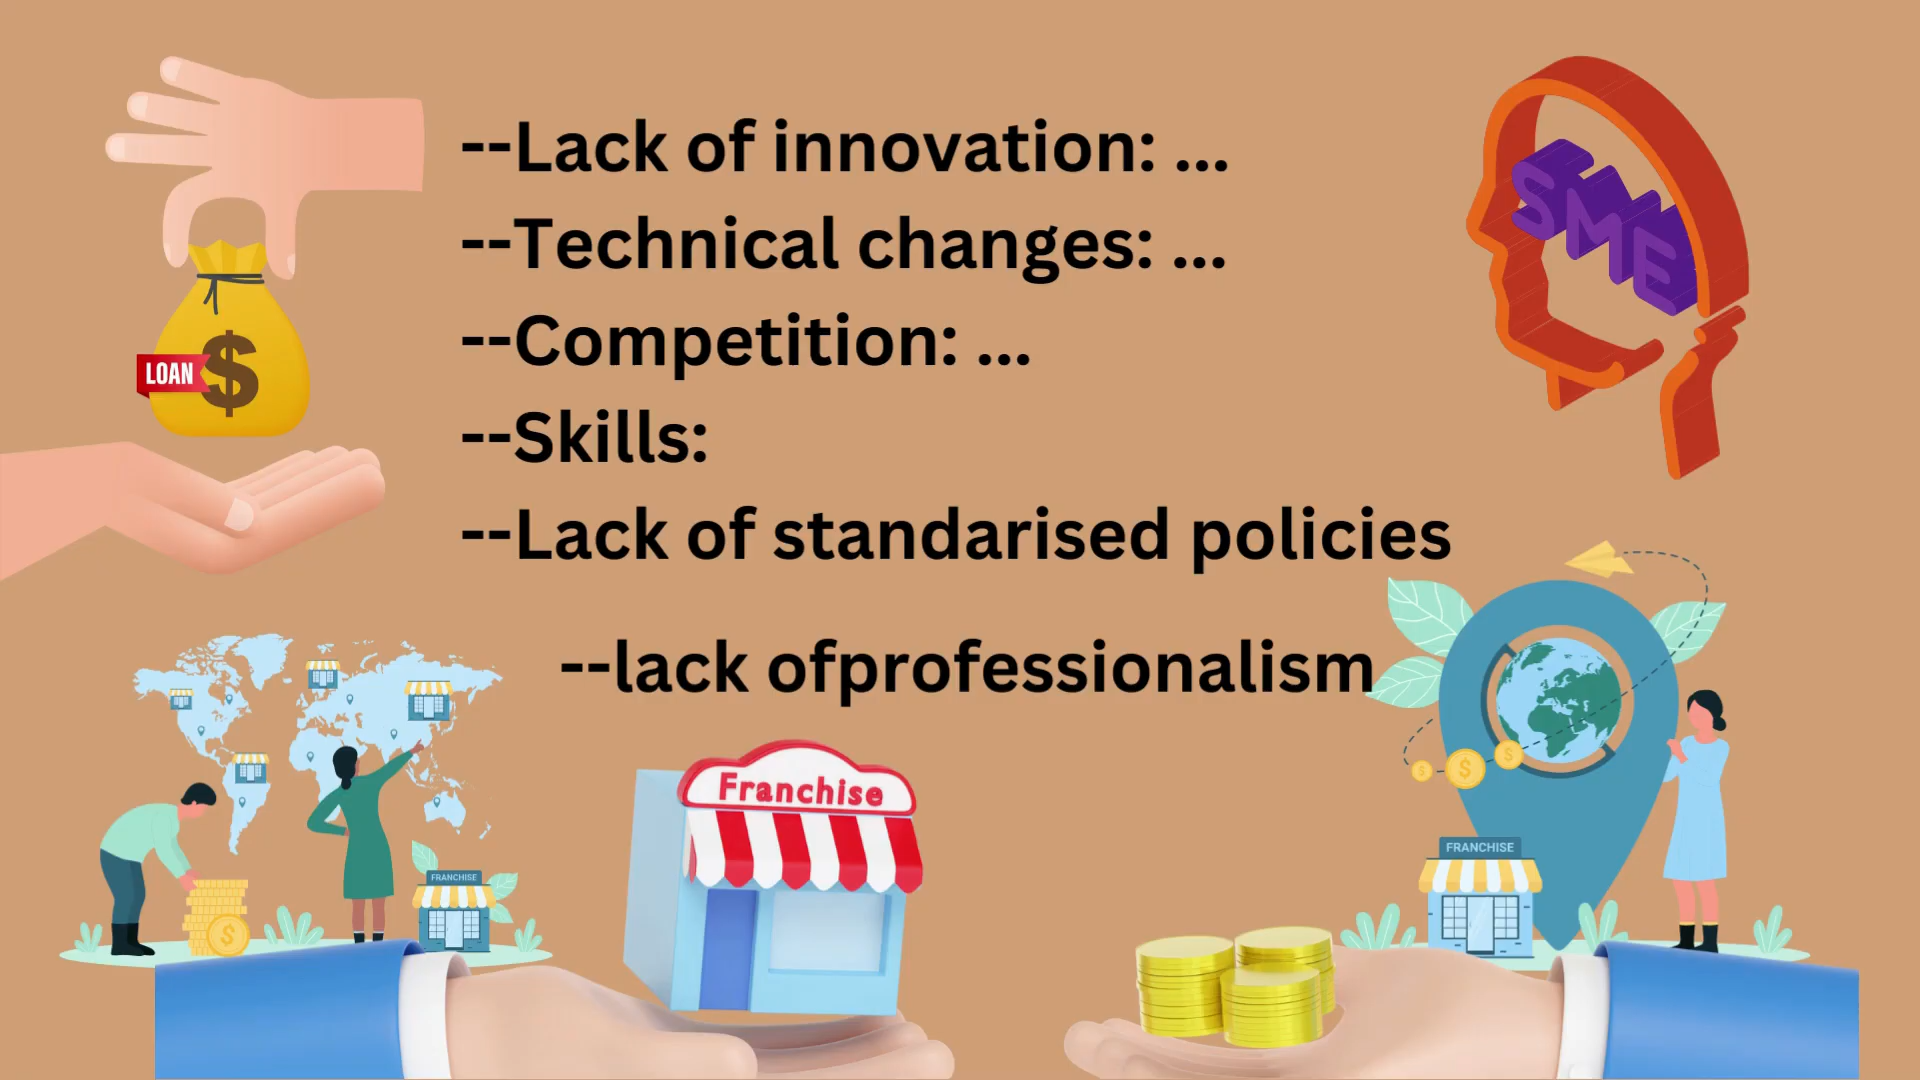 --Lack of innovation: ...
--Technical changes: ...
--Competition: ...
--Skills:
--Lack of standarised policies
--lack ofprofessionalism
SME
$
LOAN
Franchise
FRANCHISE
$
$
$
FRANCHISE
$